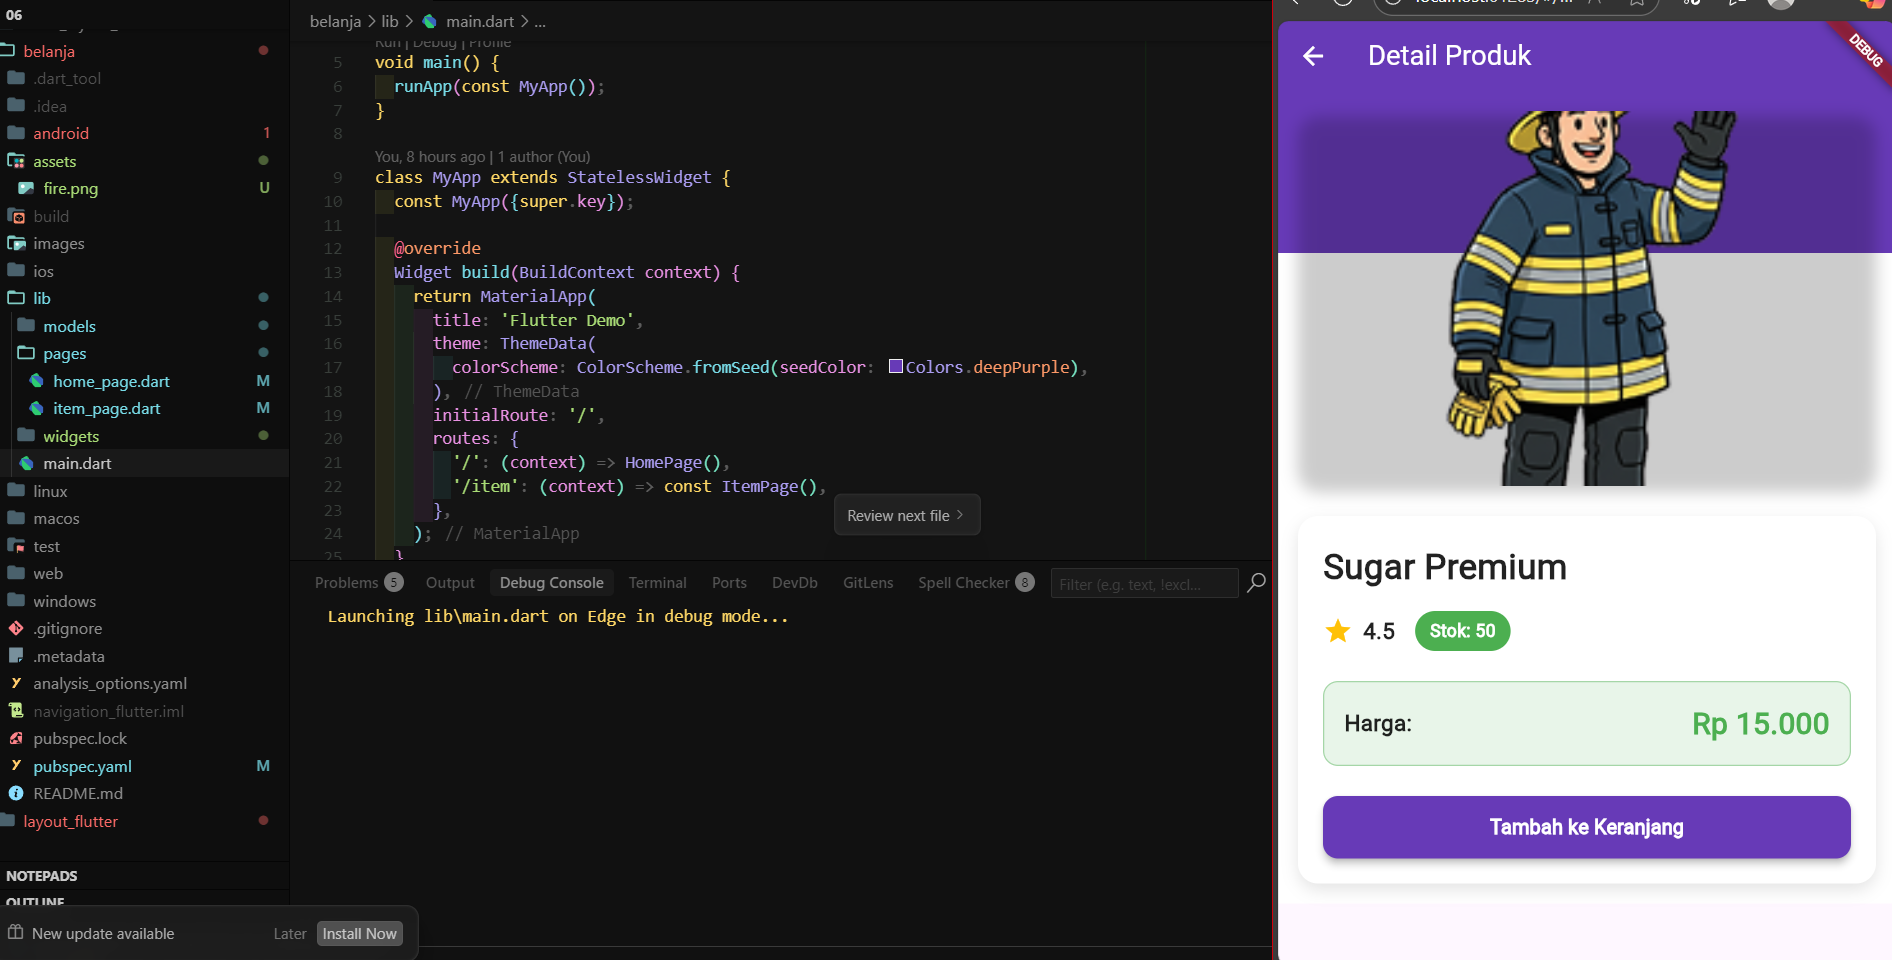 06
belanja
.dart_tool
.idea
android 1
assets
fire.png U
build
images
ios
lib
models
pages
home_page.dart M
item_page.dart M
widgets
main.dart
linux
macos
test
web
windows
.gitignore
.metadata
analysis_options.yaml
navigation_flutter.iml
pubspec.lock
pubspec.yaml M
README.md
layout_flutter
NOTEPADS
OUTLINE
New update available Later Install Now
belanja > lib > main.dart > ...
Run | Debug | Profile
5 void main() {
6 runApp(const MyApp());
7 }
8
You, 8 hours ago | 1 author (You)
9 class MyApp extends StatelessWidget {
10 const MyApp({super.key});
11
12 @override
13 Widget build(BuildContext context) {
14 return MaterialApp(
15 title: 'Flutter Demo',
16 theme: ThemeData(
17 colorScheme: ColorScheme.fromSeed(seedColor: Colors.deepPurple),
18 ), // ThemeData
19 initialRoute: '/',
20 routes: {
21 '/': (context) => HomePage(),
22 '/item': (context) => const ItemPage(),
23 },
24 ); // MaterialApp
25 }
Review next file >
Problems 5 Output Debug Console Terminal Ports DevDb GitLens Spell Checker 8 Filter (e.g. text, !excl...
Launching lib\main.dart on Edge in debug mode...
Detail Produk
DEBUG
Sugar Premium
4.5 Stok: 50
Harga: Rp 15.000
Tambah ke Keranjang